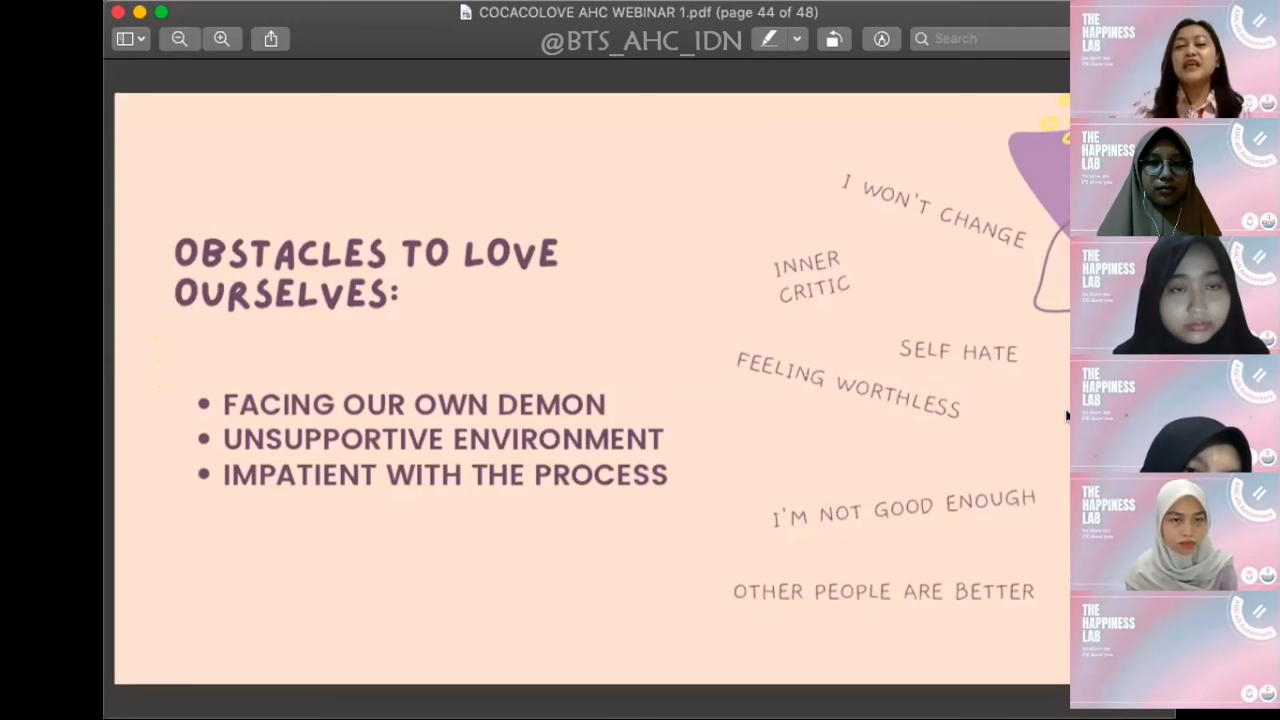 COCACOLOVE AHC WEBINAR 1.pdf (page 44 of 48)
@BTS_AHC_IDN
Search
OBSTACLES TO LOVE
OURSELVES:
• FACING OUR OWN DEMON
• UNSUPPORTIVE ENVIRONMENT
• IMPATIENT WITH THE PROCESS
I WON'T CHANGE
INNER
CRITIC
SELF HATE
FEELING WORTHLESS
I'M NOT GOOD ENOUGH
OTHER PEOPLE ARE BETTER
THE
HAPPINESS
LAB
THE
HAPPINESS
LAB
THE
HAPPINESS
LAB
THE
HAPPINESS
LAB
THE
HAPPINESS
LAB
THE
HAPPINESS
LAB